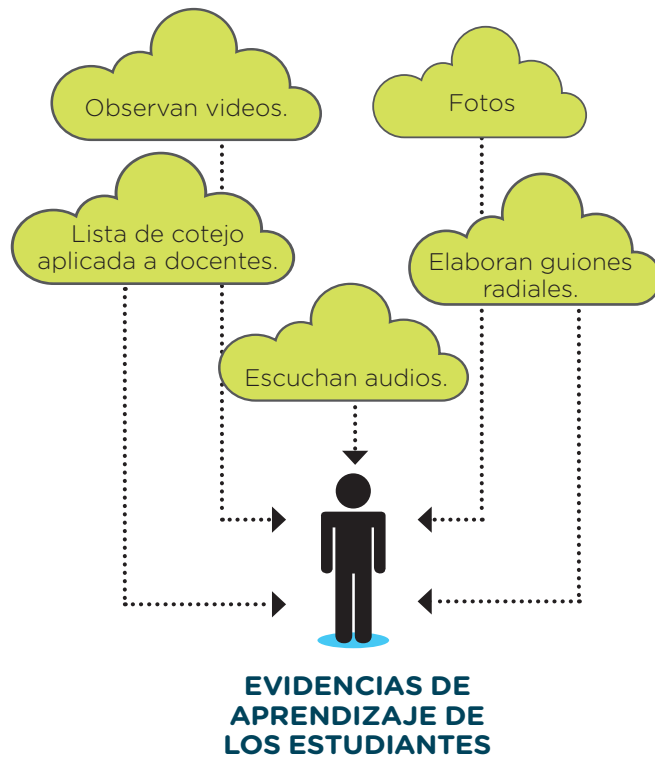 Observan videos.
Fotos
Lista de cotejo
aplicada a docentes.
Elaboran guiones
radiales.
Escuchan audios.
EVIDENCIAS DE
APRENDIZAJE DE
LOS ESTUDIANTES